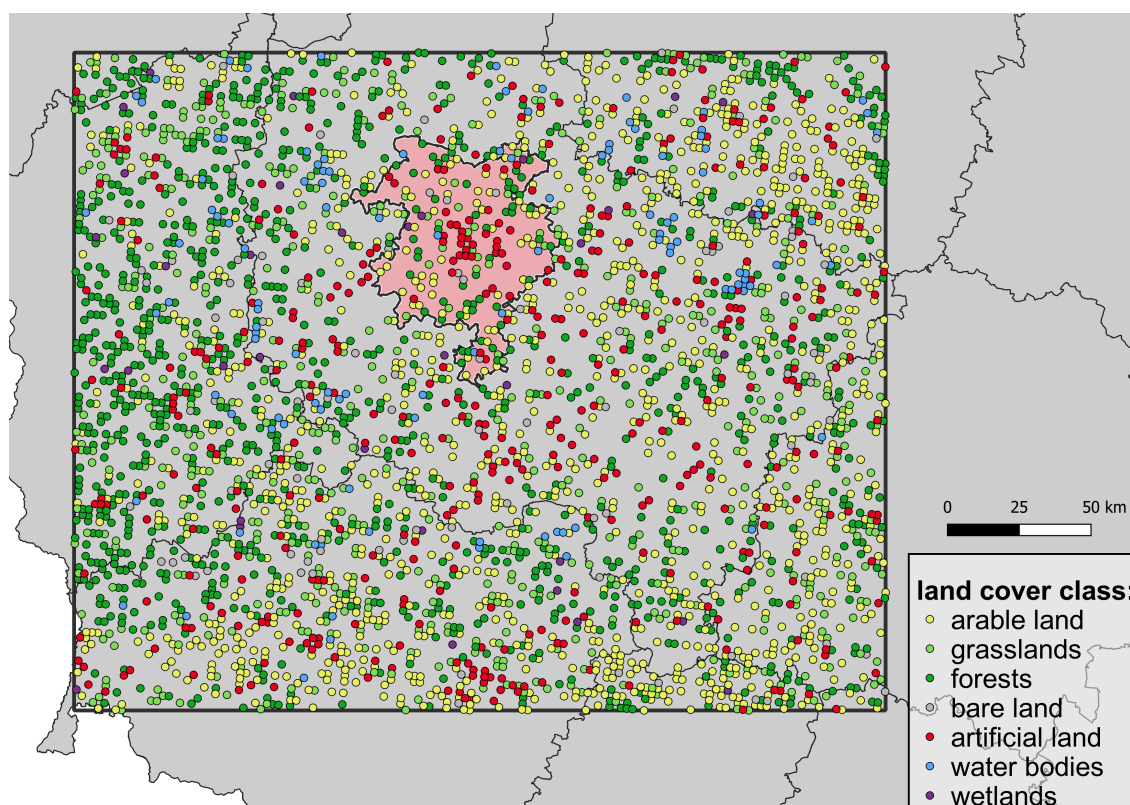 0 25 50 km
land cover class:
arable land
grasslands
forests
bare land
artificial land
water bodies
wetlands